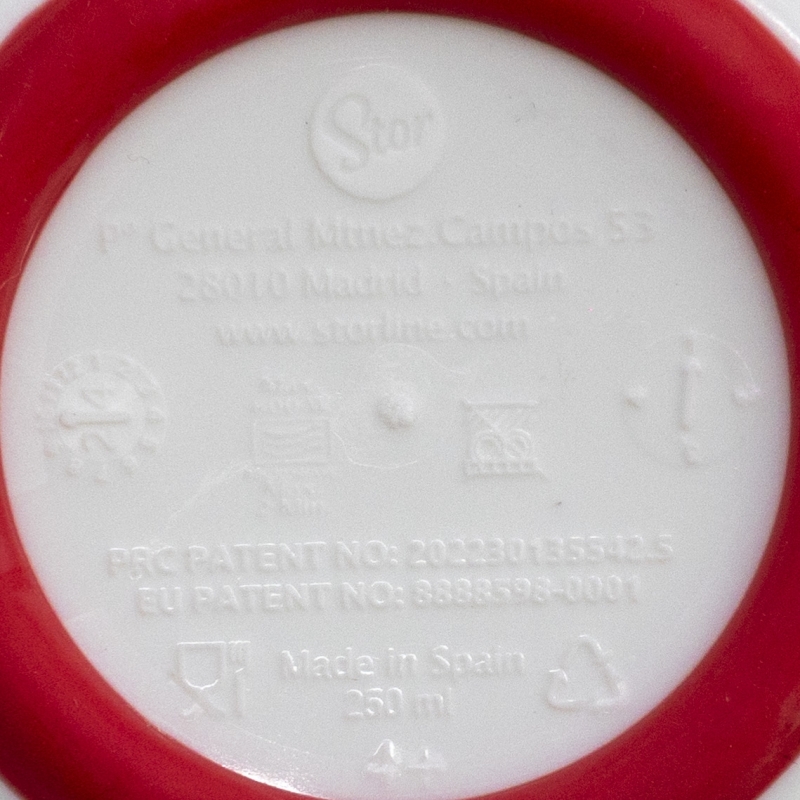 Stor
Pº General Mtnez.Campos 53
28010 Madrid · Spain
www.storline.com
PRC PATENT NO: 202230135542.5
EU PATENT NO: 8888598-0001
Made in Spain
250 ml